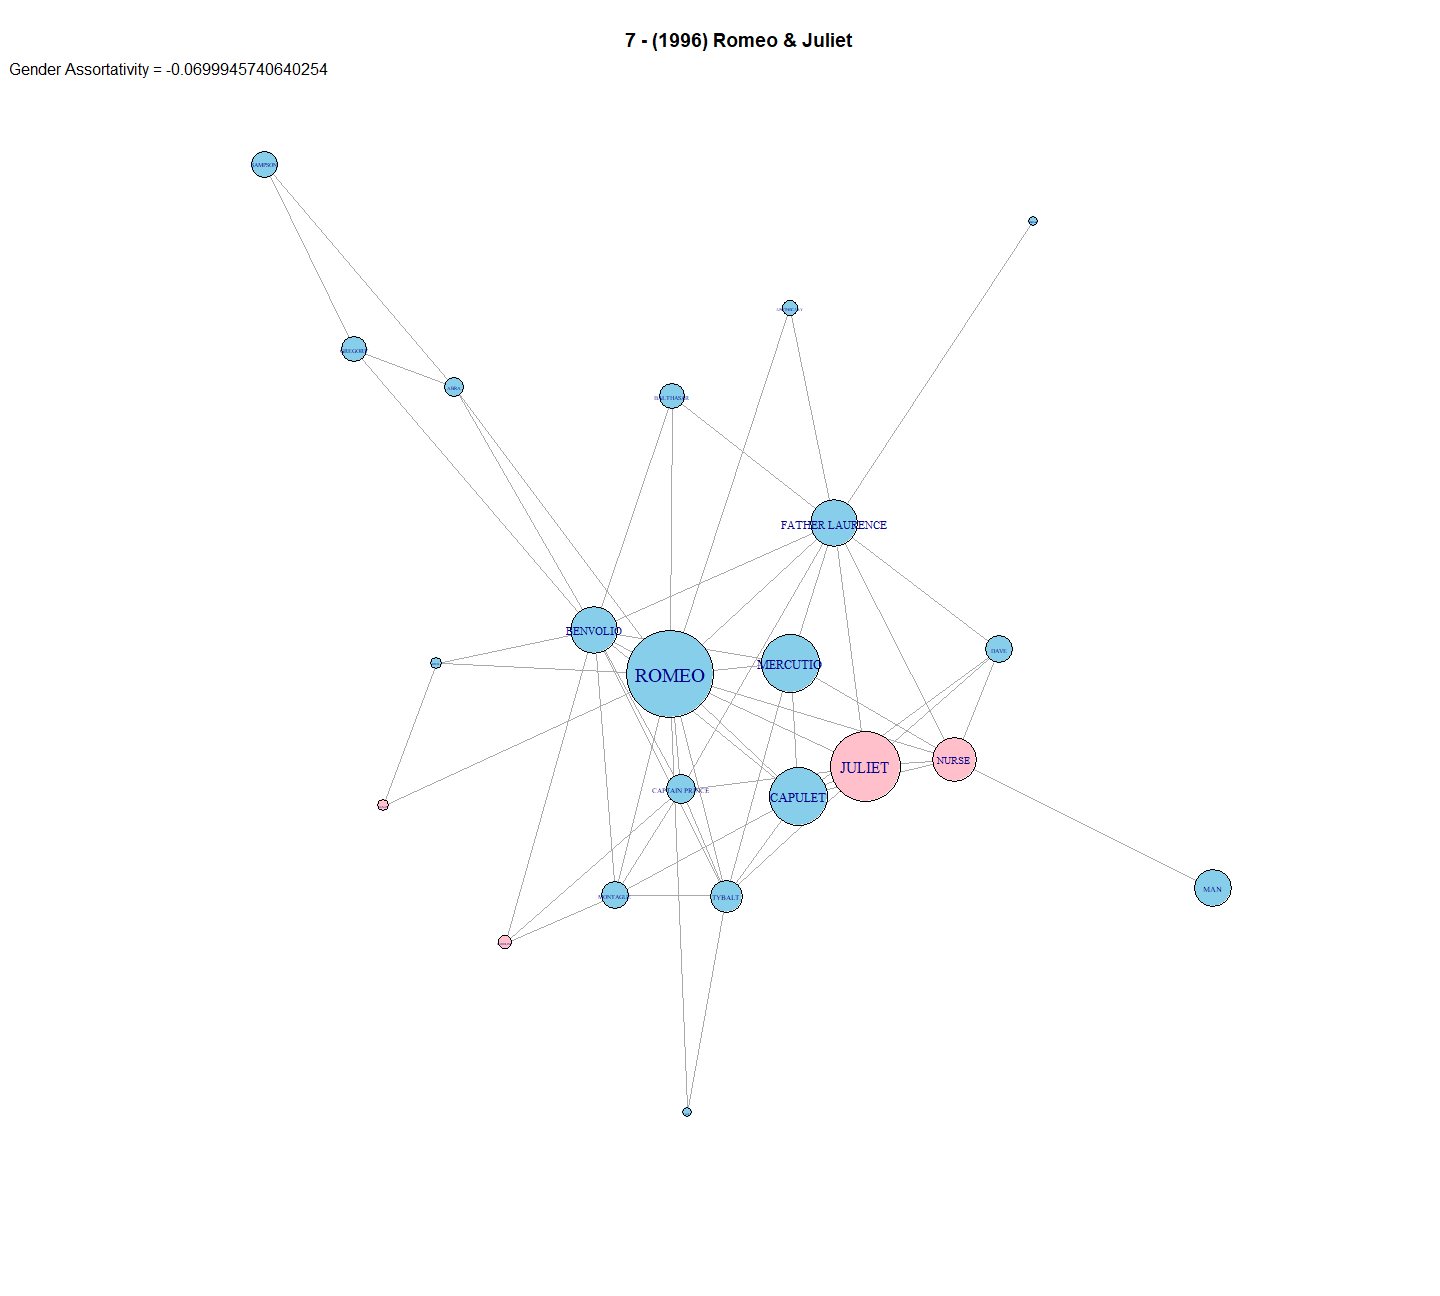 7 - (1996) Romeo & Juliet
Gender Assortativity = -0.0699945740640254
SAMPSON
GREGORY
ABRA
BALTHASAR
FATHER LAURENCE
BENVOLIO
ROMEO
MERCUTIO
DAVE
JULIET
NURSE
CAPTAIN PRINCE
CAPULET
MONTAGUE
TYBALT
MAN